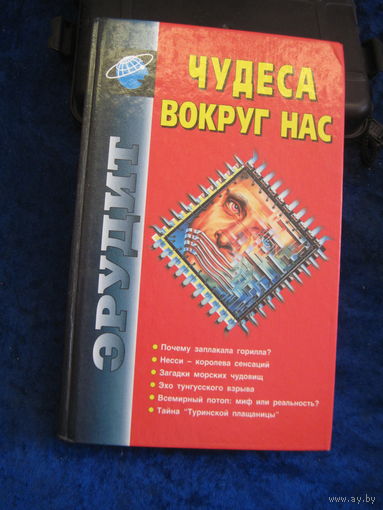 ЧУДЕСА
ВОКРУГ НАС
ЭРУДИТ
Почему заплакала горилла?
Несси – королева сенсаций
Загадки морских чудовищ
Эхо тунгусского взрыва
Всемирный потоп: миф или реальность?
Тайна "Туринской плащаницы"
www.ay.by